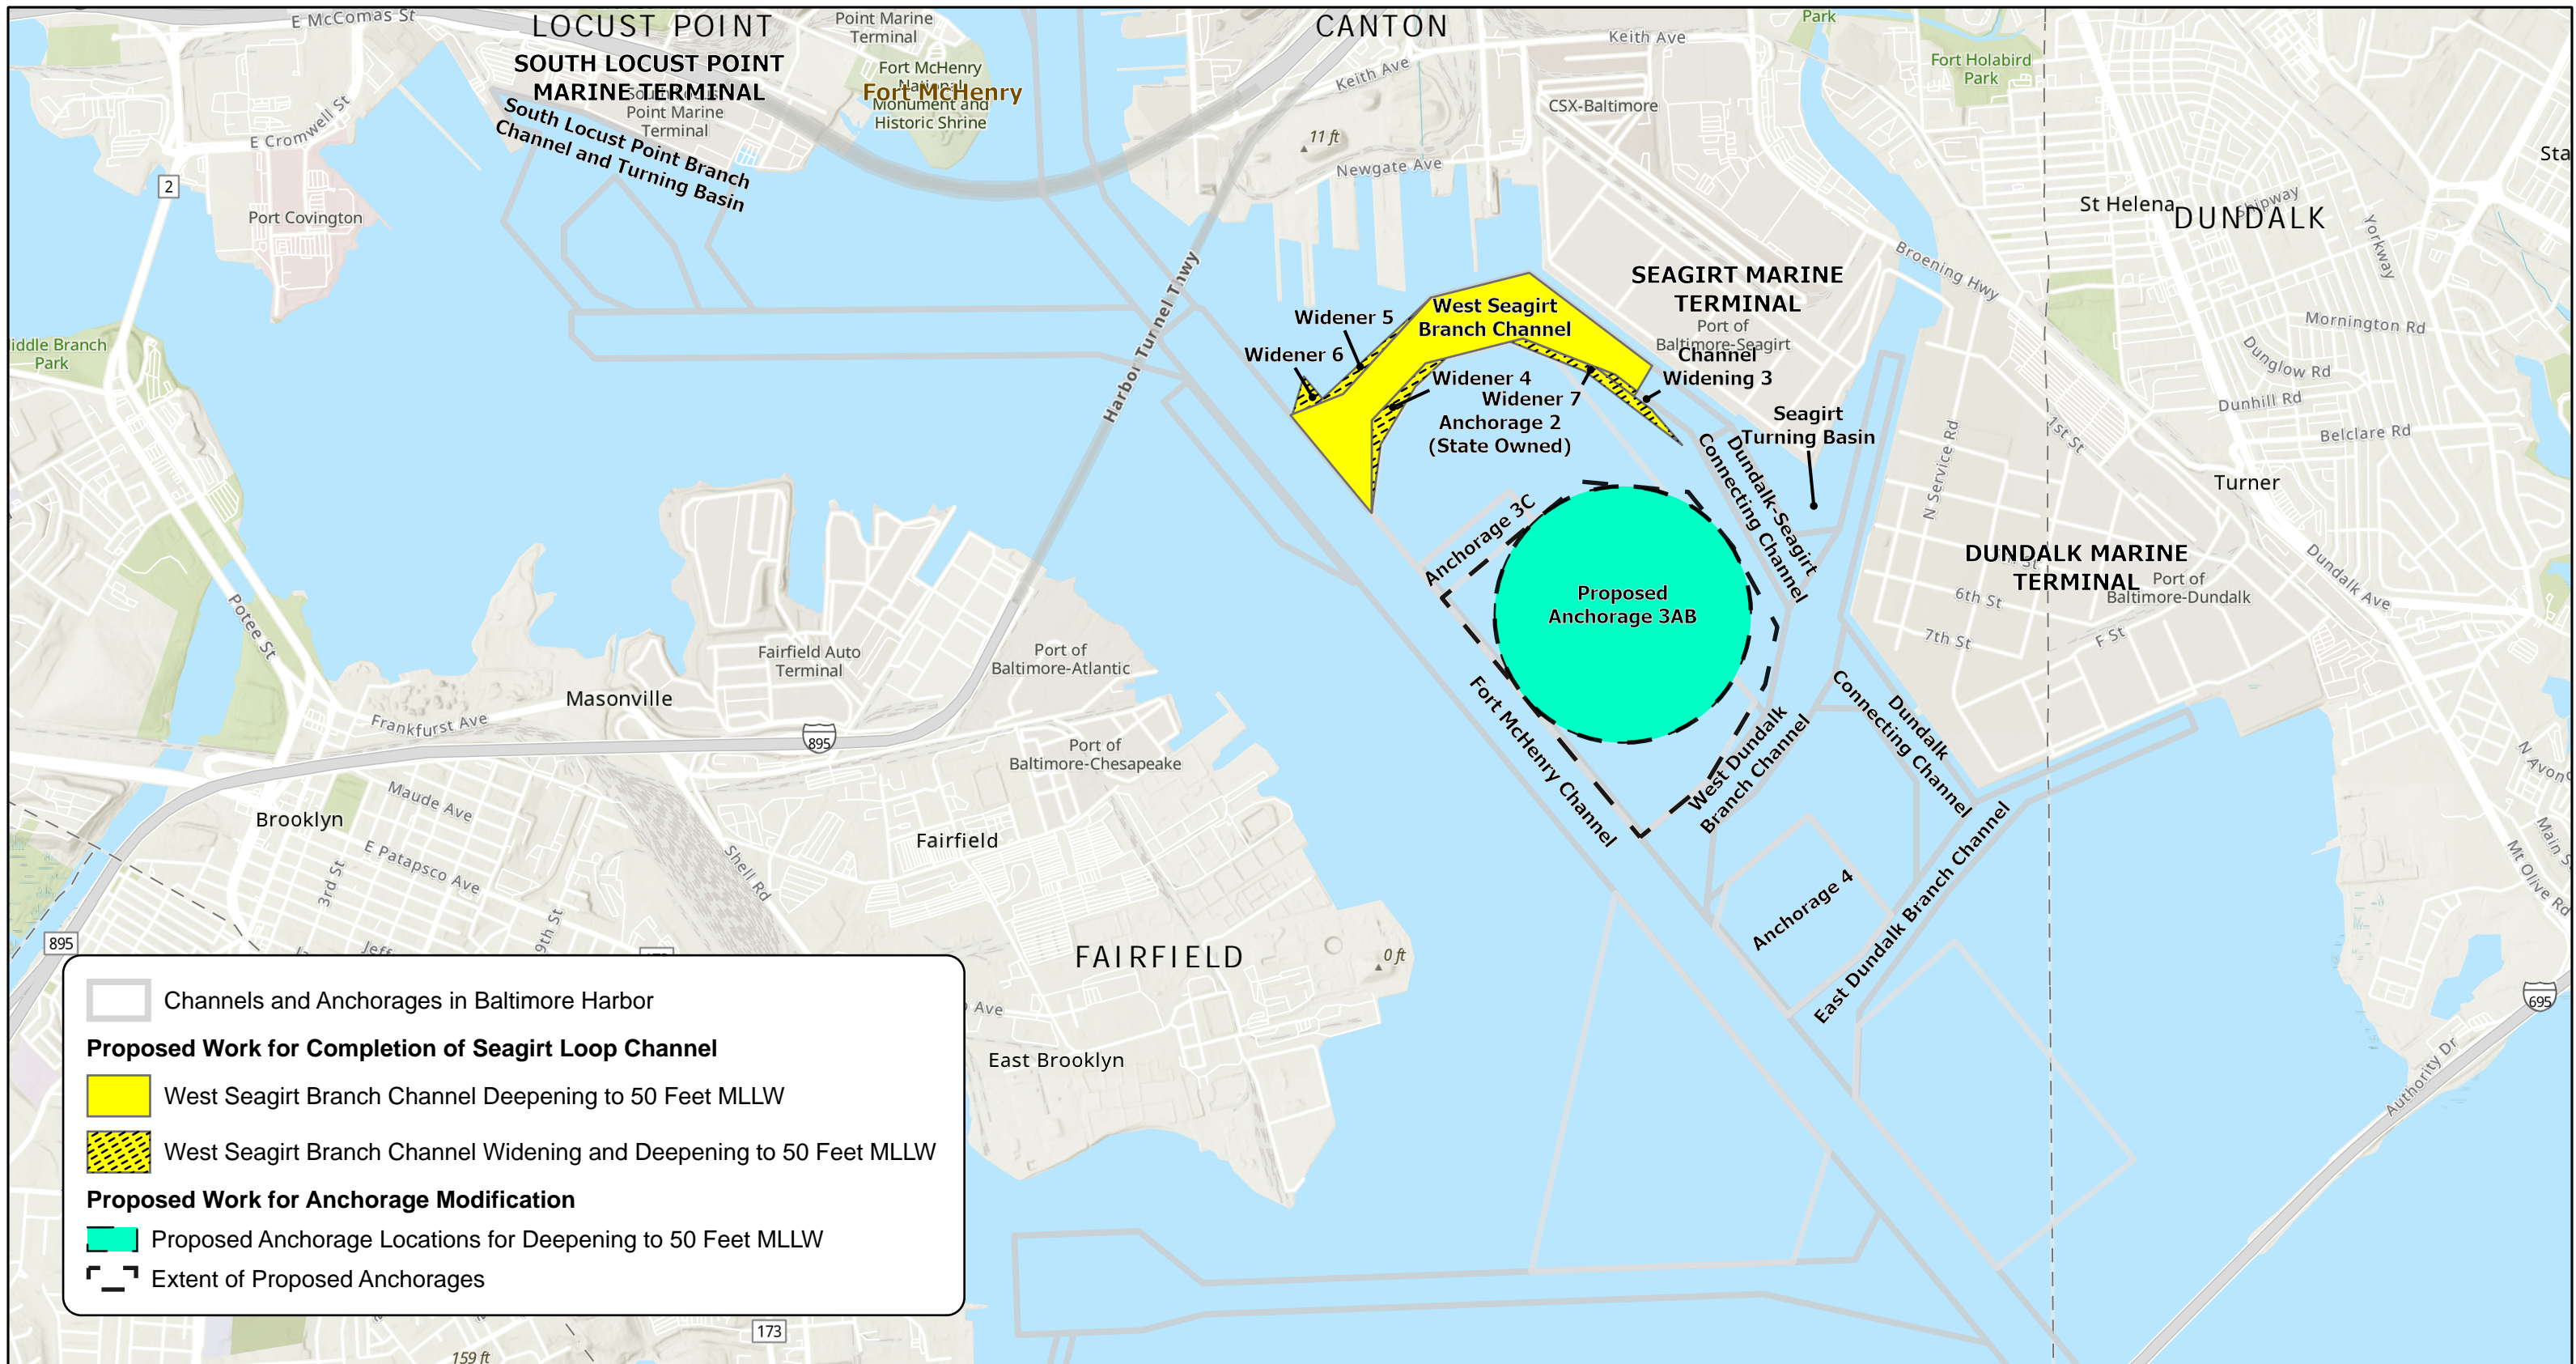 E McComas St
LOCUST POINT
Point Marine
Terminal
CANTON
Keith Ave
Park
SOUTH LOCUST POINT
MARINE TERMINAL
Point Marine
Terminal
Fort McHenry
National
Monument and
Historic Shrine
Fort McHenry
Keith Ave
CSX-Baltimore
Fort Holabird
Park
E Cromwell St
South Locust Point Branch
Channel and Turning Basin
11 ft
Newgate Ave
2
Port Covington
St Helena
DUNDALK
Shipway
Yorkway
Broening Hwy
Harbor Tunnel Thwy
SEAGIRT MARINE
TERMINAL
Port of
Baltimore-Seagirt
West Seagirt
Branch Channel
Widener 5
Widener 6
Channel
Widening 3
Widener 4
Widener 7
Anchorage 2
(State Owned)
Seagirt
Turning Basin
Mornington Rd
Dunglow Rd
Dunhill Rd
Belclare Rd
1st St
N Service Rd
Turner
iddle Branch
Park
Dundalk-Seagirt
Connecting Channel
Anchorage 3C
Proposed
Anchorage 3AB
DUNDALK MARINE
TERMINAL
Port of
Baltimore-Dundalk
6th St
7th St
F St
Dundalk Ave
Potee St
Fairfield Auto
Terminal
Port of
Baltimore-Atlantic
Masonville
Frankfurst Ave
895
Port of
Baltimore-Chesapeake
Fort McHenry Channel
West Dundalk
Branch Channel
Dundalk
Connecting Channel
Brooklyn
Maude Ave
E Patapsco Ave
3rd St
9th St
Shell Rd
Fairfield
Anchorage 4
East Dundalk Branch Channel
Main S
Mt Olive Rd
895
FAIRFIELD
0 ft
695
Ave
East Brooklyn
Authority Dr
Channels and Anchorages in Baltimore Harbor
Proposed Work for Completion of Seagirt Loop Channel
West Seagirt Branch Channel Deepening to 50 Feet MLLW
West Seagirt Branch Channel Widening and Deepening to 50 Feet MLLW
Proposed Work for Anchorage Modification
Proposed Anchorage Locations for Deepening to 50 Feet MLLW
Extent of Proposed Anchorages
173
159 ft